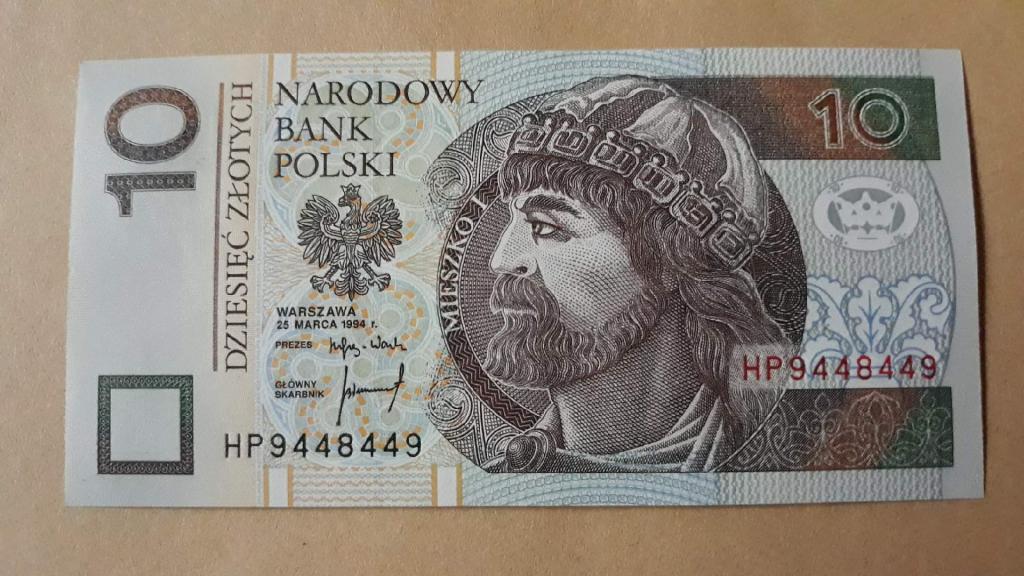 10
DZIESIĘĆ ZŁOTYCH
NARODOWY
BANK
POLSKI
WARSZAWA
25 MARCA 1994 r.
PREZES
GŁÓWNY
SKARBNIK
HP9448449
MIESZKO I
10
HP9448449